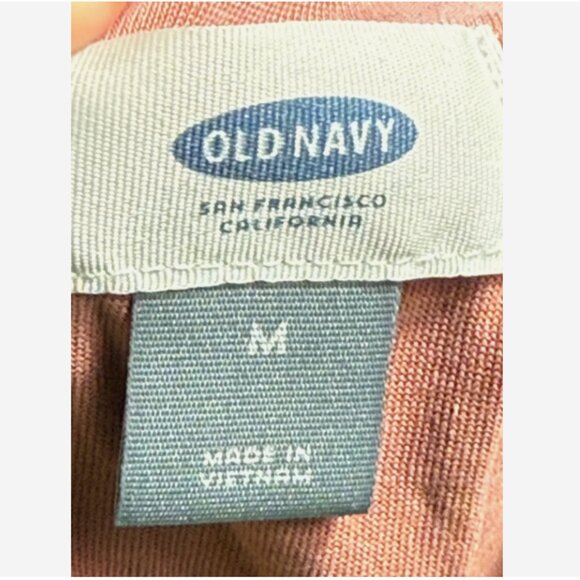 OLD NAVY
SAN FRANCISCO
CALIFORNIA
M
MADE IN
VIETNAM